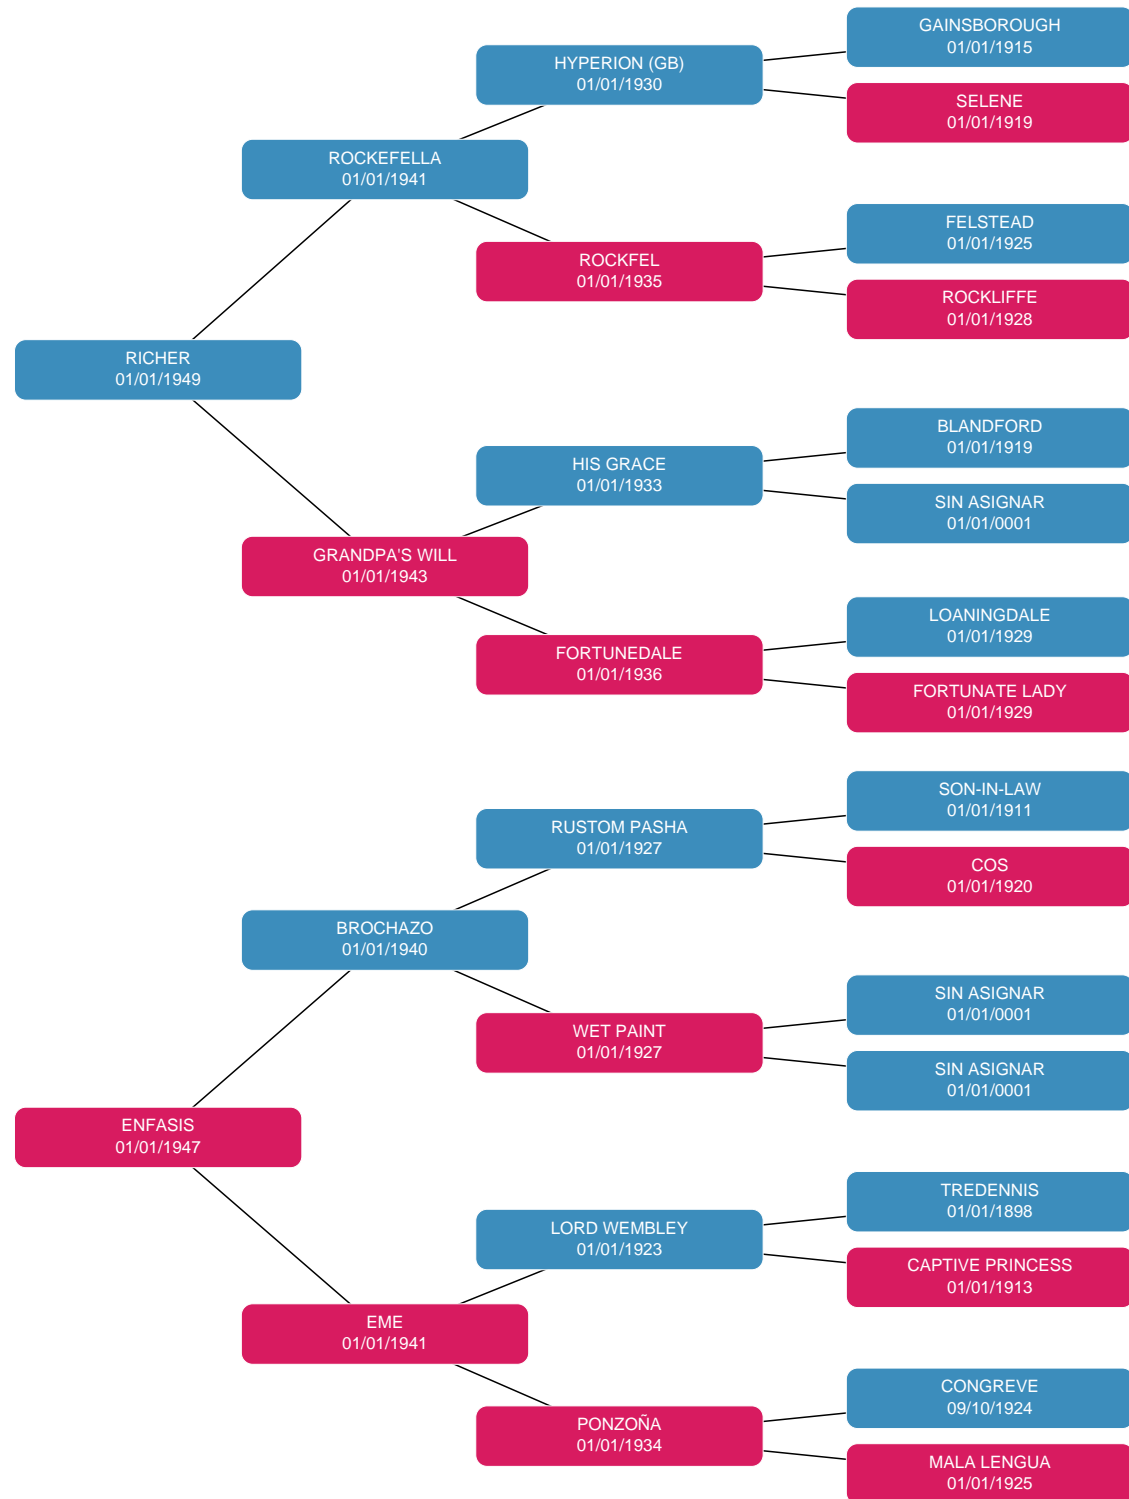 GAINSBOROUGH
01/01/1915
HYPERION (GB)
01/01/1930
SELENE
01/01/1919
ROCKEFELLA
01/01/1941
FELSTEAD
01/01/1925
ROCKFEL
01/01/1935
ROCKLIFFE
01/01/1928
RICHER
01/01/1949
BLANDFORD
01/01/1919
HIS GRACE
01/01/1933
SIN ASIGNAR
01/01/0001
GRANDPA'S WILL
01/01/1943
LOANINGDALE
01/01/1929
FORTUNEDALE
01/01/1936
FORTUNATE LADY
01/01/1929
SON-IN-LAW
01/01/1911
RUSTOM PASHA
01/01/1927
COS
01/01/1920
BROCHAZO
01/01/1940
SIN ASIGNAR
01/01/0001
WET PAINT
01/01/1927
SIN ASIGNAR
01/01/0001
ENFASIS
01/01/1947
TREDENNIS
01/01/1898
LORD WEMBLEY
01/01/1923
CAPTIVE PRINCESS
01/01/1913
EME
01/01/1941
CONGREVE
09/10/1924
PONZOÑA
01/01/1934
MALA LENGUA
01/01/1925